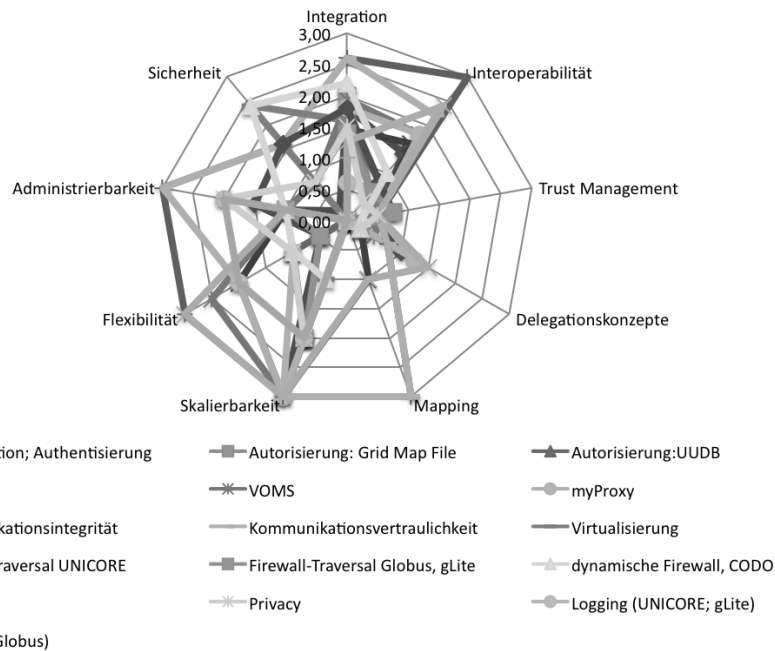 Integration
3,00
2,50
2,00
1,50
1,00
0,50
0,00
Sicherheit
Interoperabilität
Administrierbarkeit
Trust Management
Flexibilität
Delegationskonzepte
Skalierbarkeit
Mapping
tion; Authentisierung
Autorisierung: Grid Map File
Autorisierung:UUDB
VOMS
myProxy
kationsintegrität
Kommunikationsvertraulichkeit
Virtualisierung
raversal UNICORE
Firewall-Traversal Globus, gLite
dynamische Firewall, CODO
Privacy
Logging (UNICORE; gLite)
Globus)